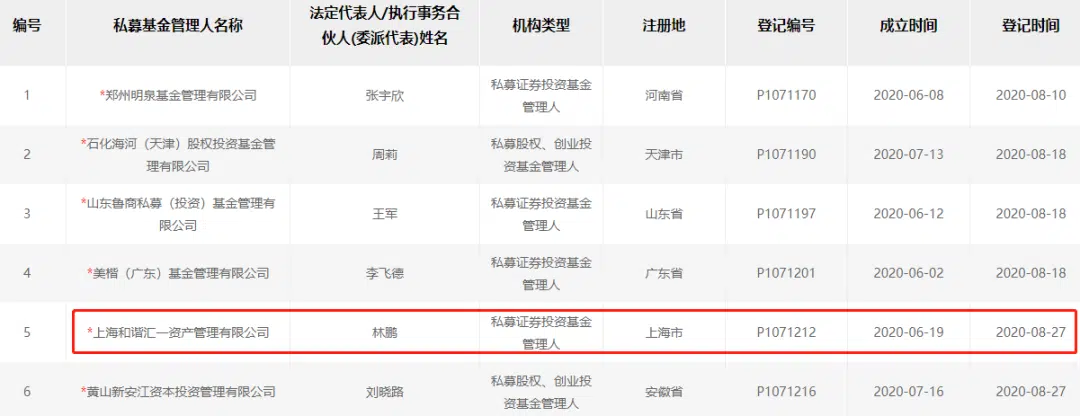 编号 私募基金管理人名称 法定代表人/执行事务合伙人(委派代表)姓名 机构类型 注册地 登记编号 成立时间 登记时间
1 *郑州明泉基金管理有限公司 张宇欣 私募证券投资基金管理人 河南省 P1071170 2020-06-08 2020-08-10
2 *石化海河（天津）股权投资基金管理有限公司 周莉 私募股权、创业投资基金管理人 天津市 P1071190 2020-07-13 2020-08-18
3 *山东鲁商私募（投资）基金管理有限公司 王军 私募证券投资基金管理人 山东省 P1071197 2020-06-12 2020-08-18
4 *美楷（广东）基金管理有限公司 李飞德 私募证券投资基金管理人 广东省 P1071201 2020-06-02 2020-08-18
5 *上海和谐汇一资产管理有限公司 林鹏 私募证券投资基金管理人 上海市 P1071212 2020-06-19 2020-08-27
6 *黄山新安江资本投资管理有限公司 刘晓路 私募股权、创业投资基金管理人 安徽省 P1071216 2020-07-16 2020-08-27